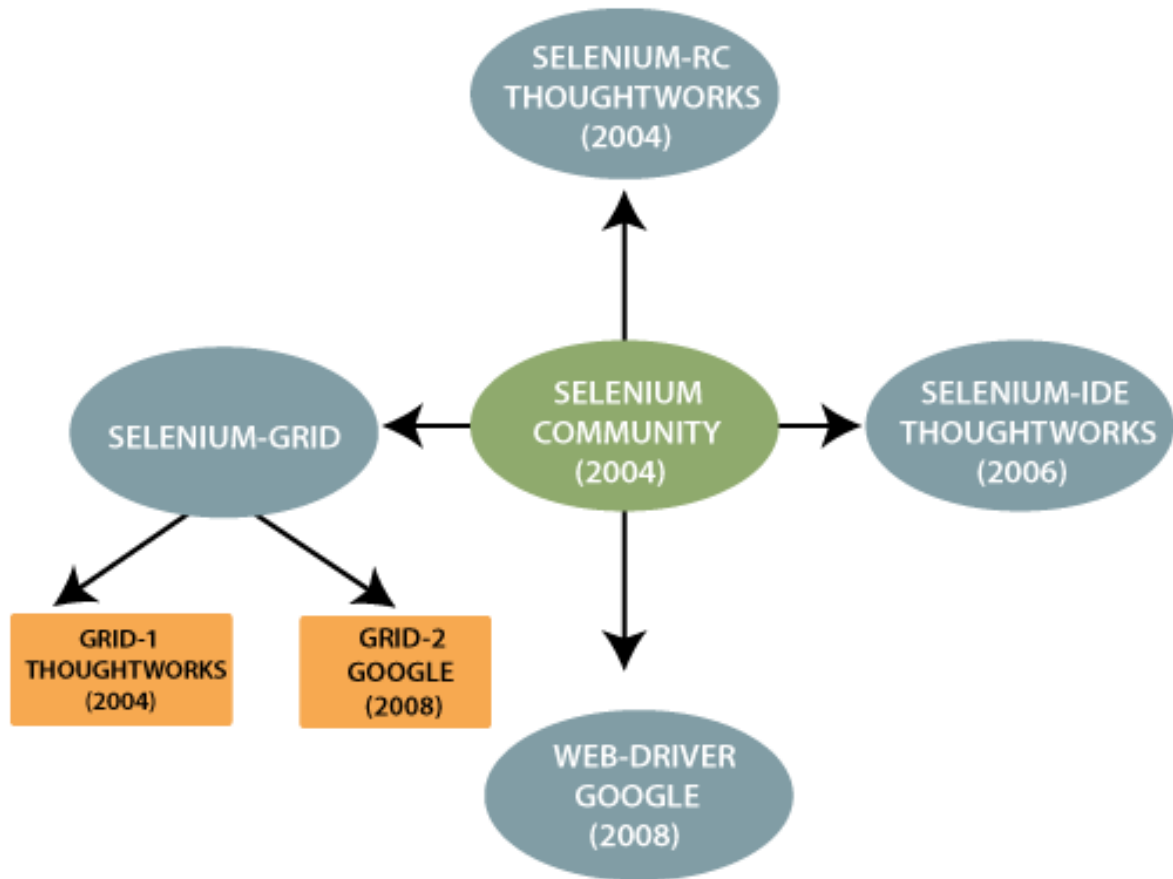 SELENIUM-RC
THOUGHTWORKS
(2004)
SELENIUM-GRID
SELENIUM
COMMUNITY
(2004)
SELENIUM-IDE
THOUGHTWORKS
(2006)
GRID-1
THOUGHTWORKS
(2004)
GRID-2
GOOGLE
(2008)
WEB-DRIVER
GOOGLE
(2008)